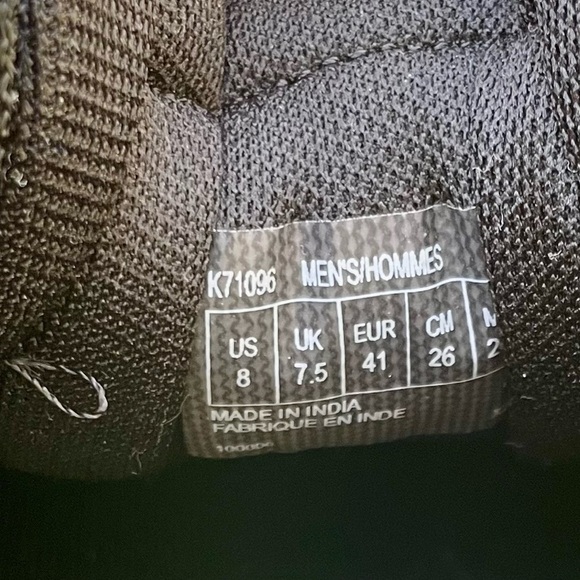 K71096 MEN'S/HOMMES
US UK EUR CM
8 7.5 41 26
MADE IN INDIA
FABRIQUE EN INDE